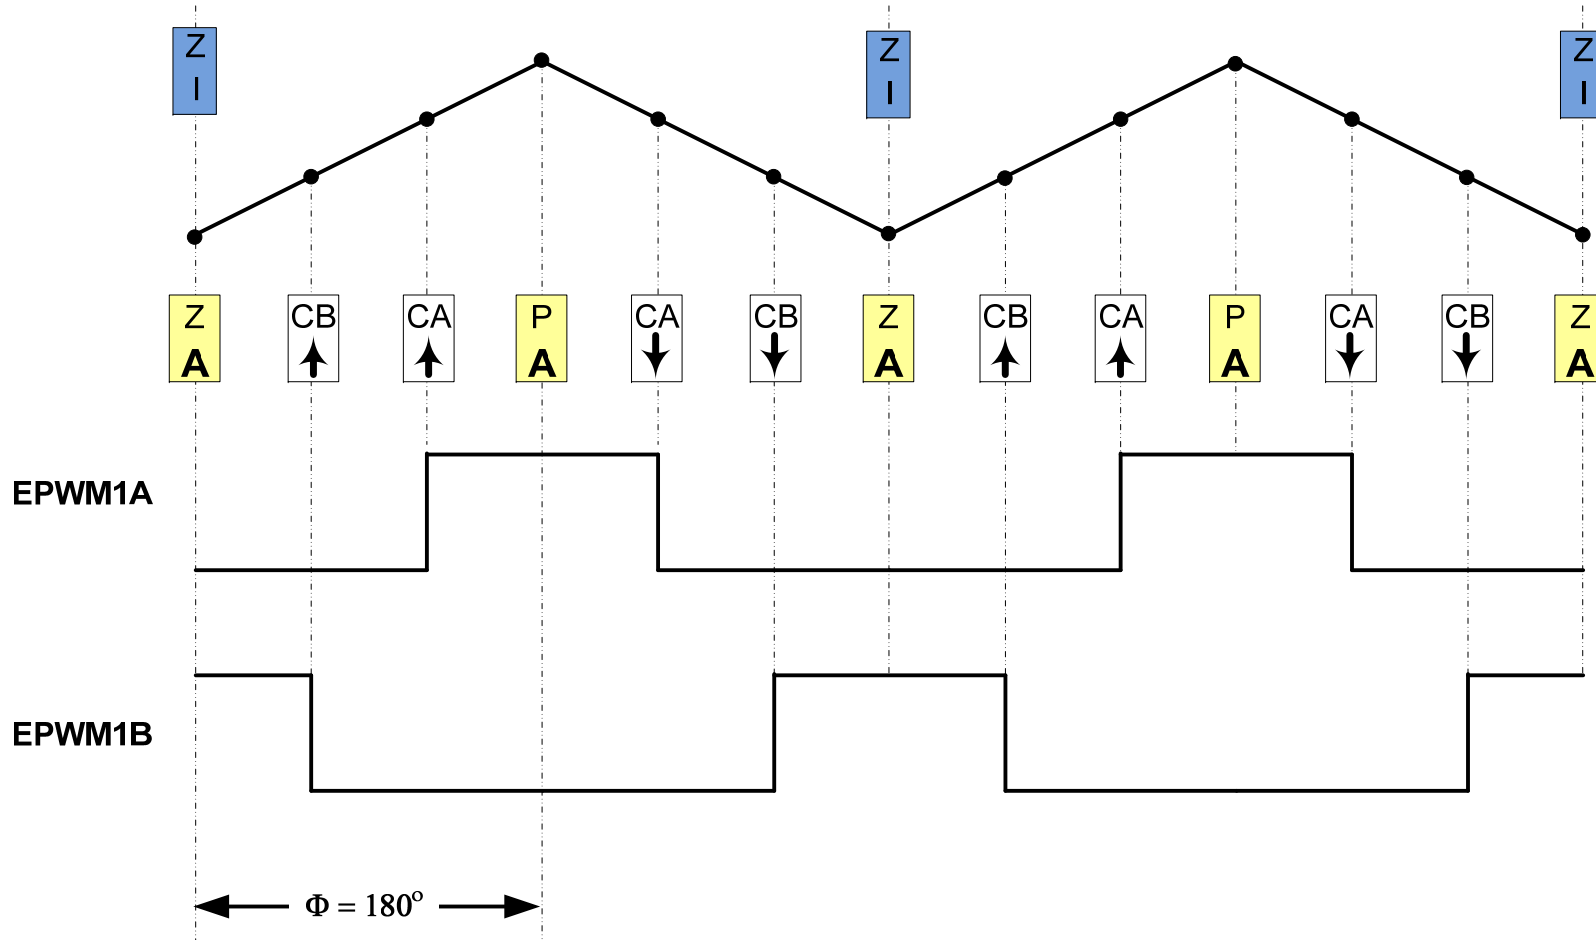 Z Z Z
I I I
Z CB CA P CA CB Z CB CA P CA CB Z
A A A A A
EPWM1A
EPWM1B
Φ = 180°